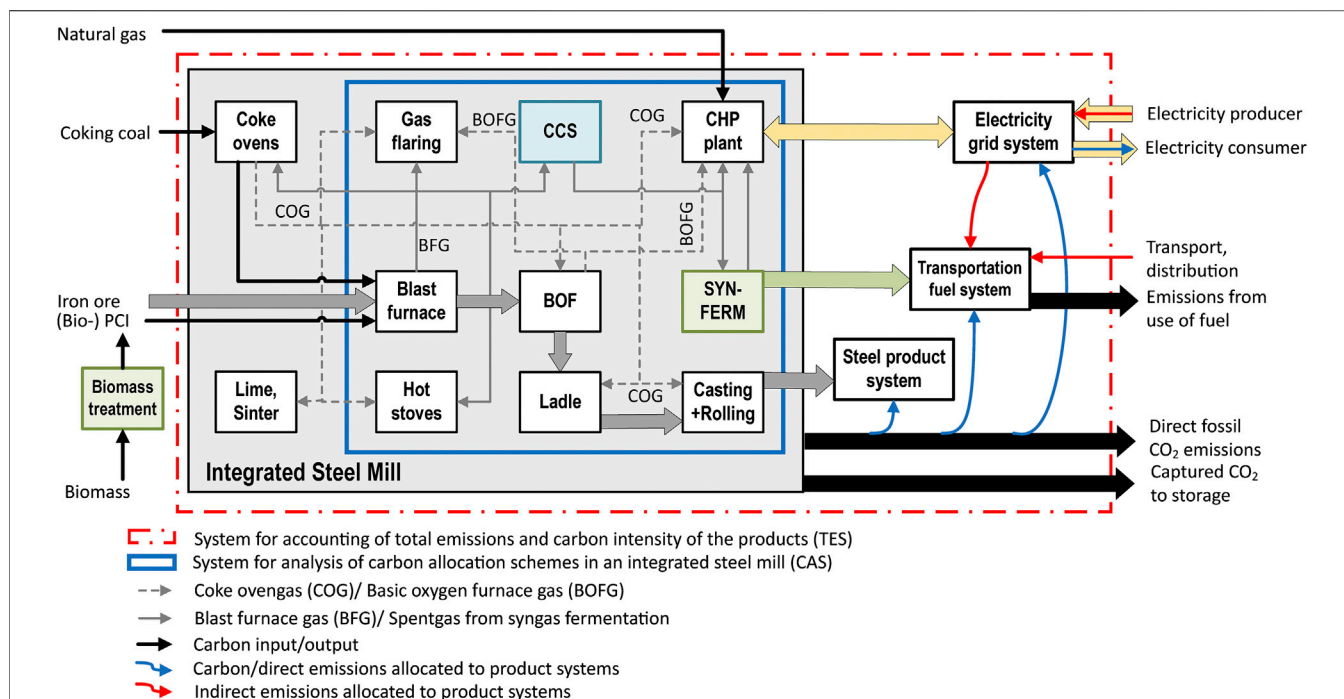 Natural gas
Coking coal
Coke
ovens
Gas
flaring
BOFG
CCS
COG
CHP
plant
Electricity
grid system
Electricity producer
Electricity consumer
COG
BFG
BOFG
Iron ore
(Bio-) PCI
Blast
furnace
BOF
SYN-
FERM
Transportation
fuel system
Transport,
distribution
Emissions from
use of fuel
Biomass
treatment
Lime,
Sinter
Hot
stoves
Ladle
COG
Casting
+Rolling
Steel product
system
Biomass
Integrated Steel Mill
Direct fossil
CO₂ emissions
Captured CO₂
to storage
System for accounting of total emissions and carbon intensity of the products (TES)
System for analysis of carbon allocation schemes in an integrated steel mill (CAS)
Coke ovengas (COG)/ Basic oxygen furnace gas (BOFG)
Blast furnace gas (BFG)/ Spentgas from syngas fermentation
Carbon input/output
Carbon/direct emissions allocated to product systems
Indirect emissions allocated to product systems